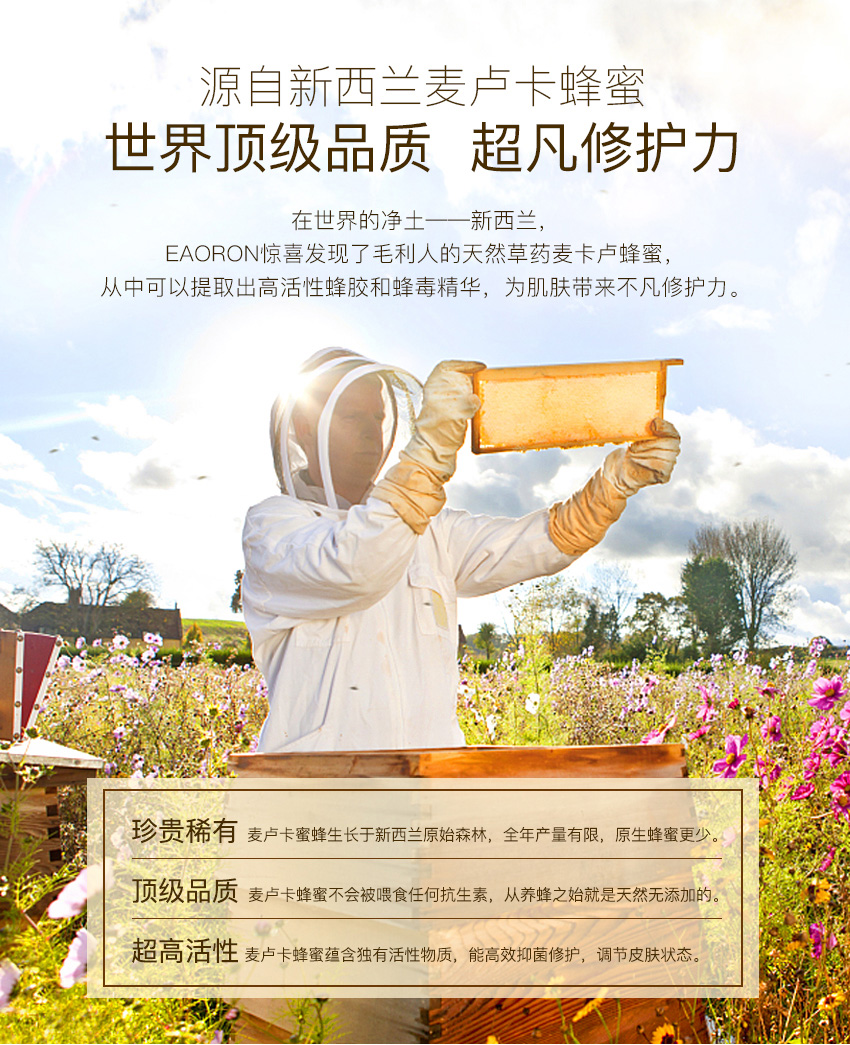 源自新西兰麦卢卡蜂蜜
世界顶级品质 超凡修护力
在世界的净土——新西兰，
EAORON惊喜发现了毛利人的天然草药麦卡卢蜂蜜，
从中可以提取出高活性蜂胶和蜂毒精华，为肌肤带来不凡修护力。
珍贵稀有 麦卢卡蜜蜂生长于新西兰原始森林，全年产量有限，原生蜂蜜更少。
顶级品质 麦卢卡蜂蜜不会被喂食任何抗生素，从养蜂之始就是天然无添加的。
超高活性 麦卢卡蜂蜜蕴含独有活性物质，能高效抑菌修护，调节皮肤状态。